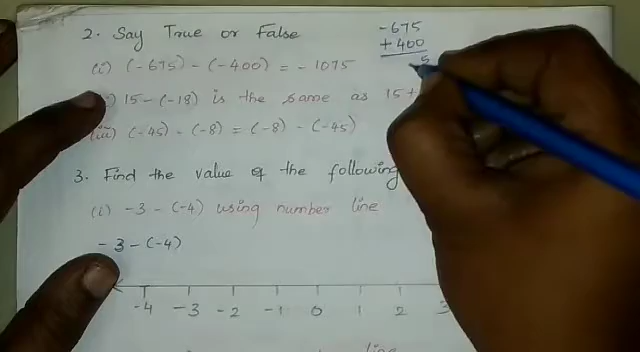 2. Say True or False
-675
+400
5
(i) (-675) - (-400) = -1075
15 - (-18) is the same as 15 +
(iii) (-45) - (-8) = (-8) - (-45)
3. Find the value of the following
(i) -3 - (-4) using number line
-3 - (-4)
-4 -3 -2 -1 0 1 2 3
line